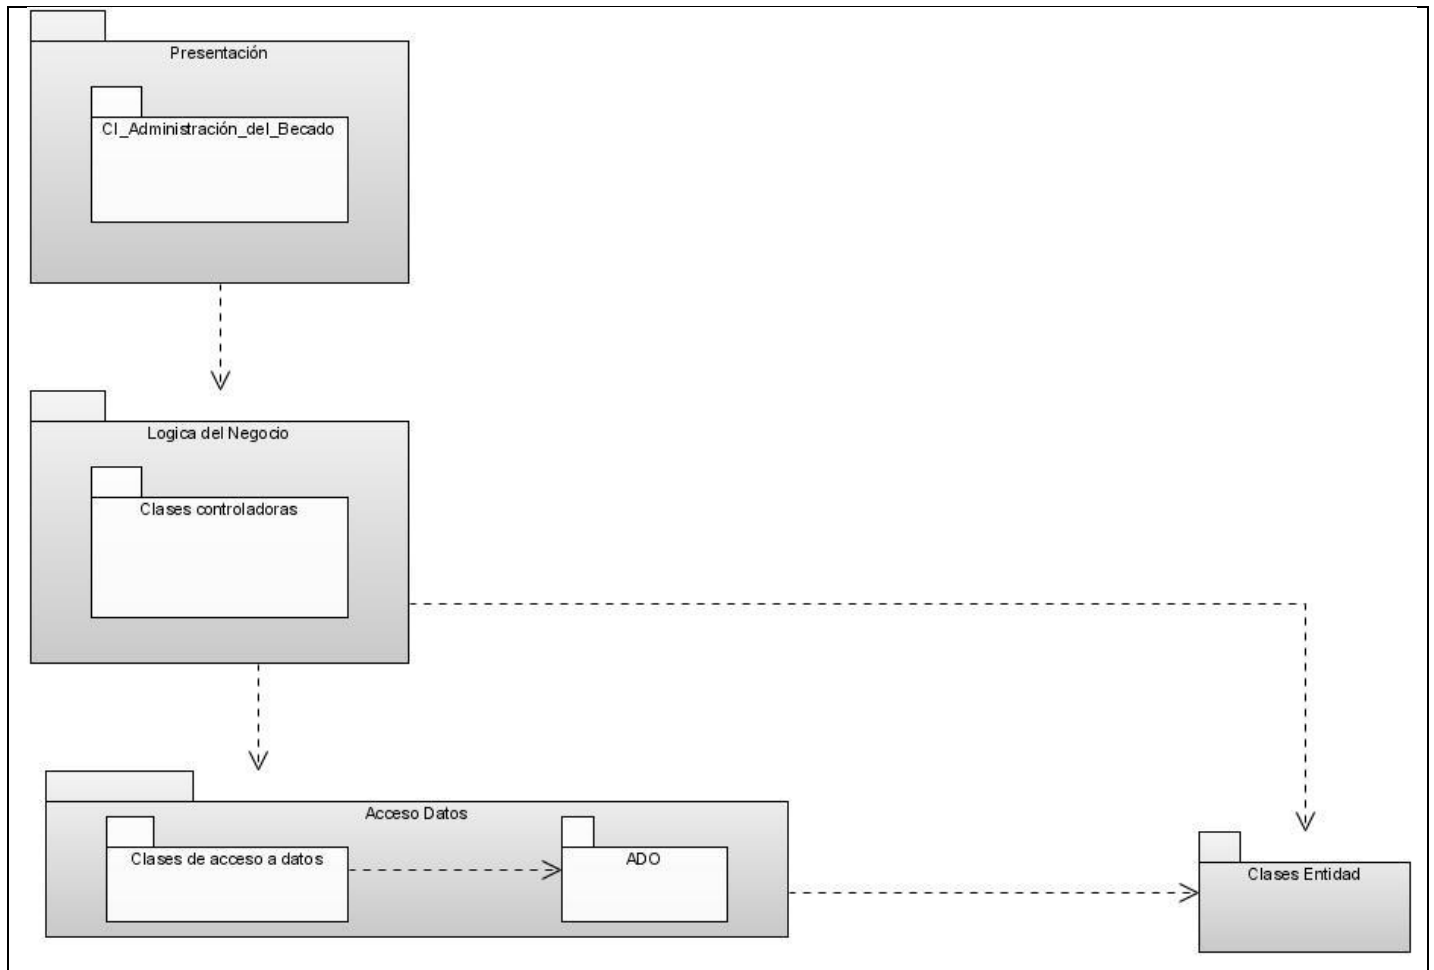 Presentación
CI_Administración_del_Becado
Logica del Negocio
Clases controladoras
Acceso Datos
Clases de acceso a datos
ADO
Clases Entidad